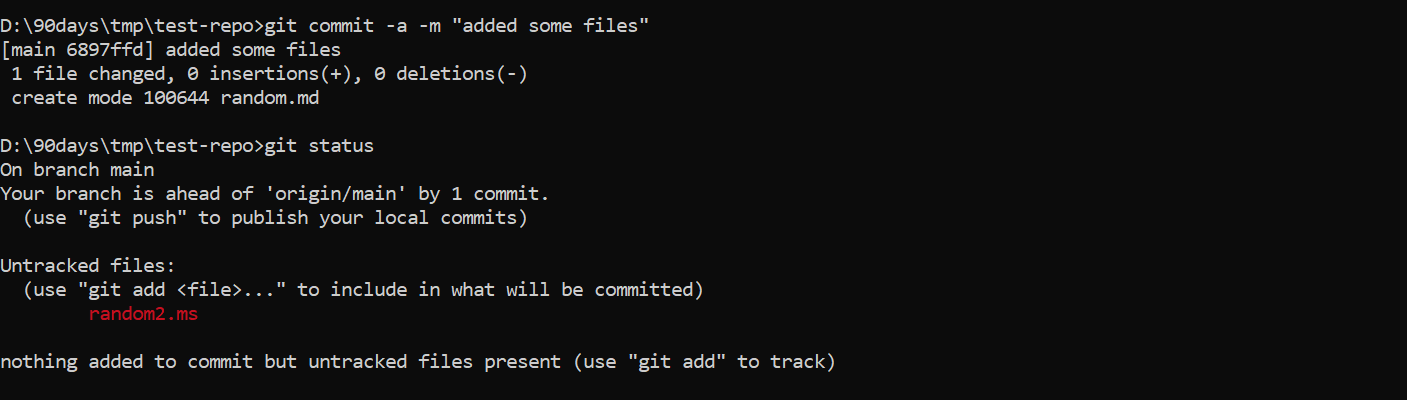 D:\90days\tmp\test-repo>git commit -a -m "added some files"
[main 6897ffd] added some files
 1 file changed, 0 insertions(+), 0 deletions(-)
 create mode 100644 random.md

D:\90days\tmp\test-repo>git status
On branch main
Your branch is ahead of 'origin/main' by 1 commit.
  (use "git push" to publish your local commits)

Untracked files:
  (use "git add <file>..." to include in what will be committed)
        random2.ms

nothing added to commit but untracked files present (use "git add" to track)